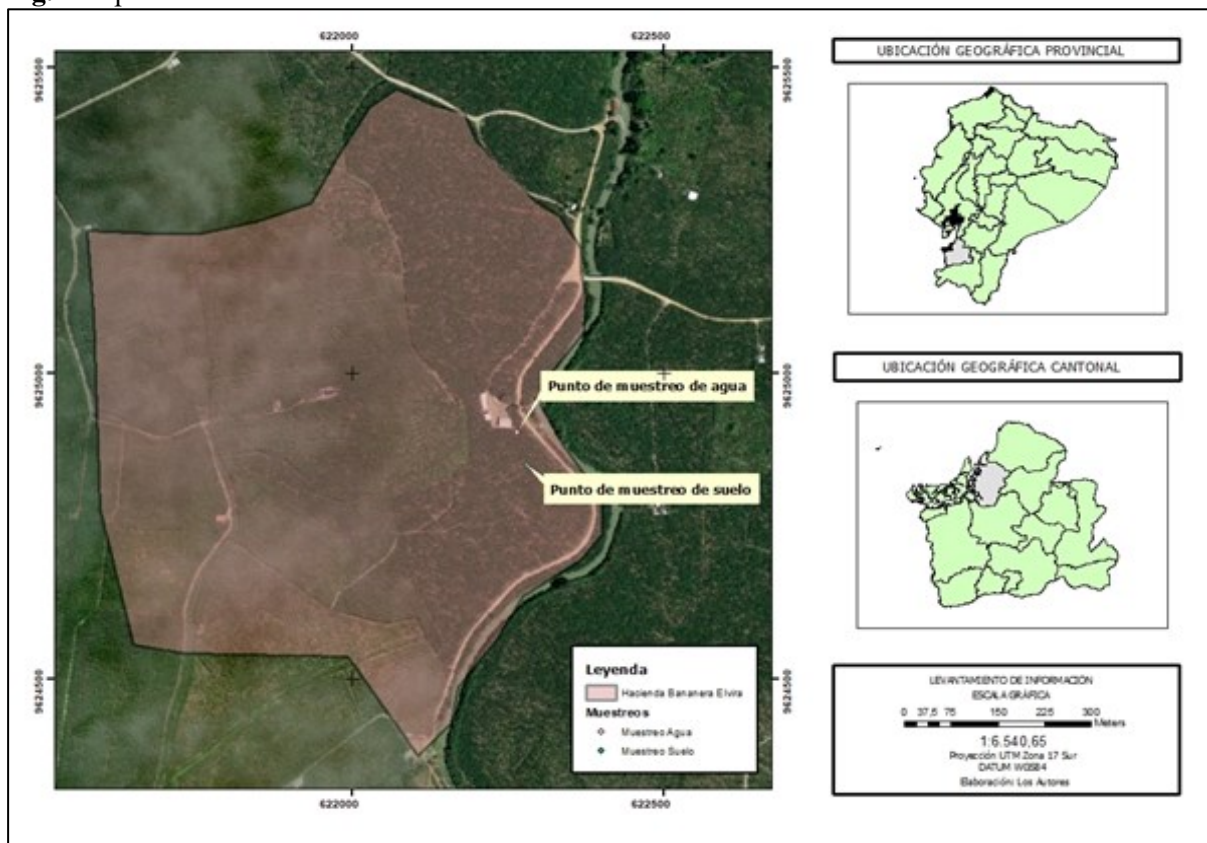 622000
622500
9625500
9625500
9625000
9625000
9624500
9624500
Punto de muestreo de agua
Punto de muestreo de suelo
Leyenda
Hacienda Bananera Elvira
Muestreos
Muestreo Agua
Muestreo Suelo
622000
622500
UBICACIÓN GEOGRÁFICA PROVINCIAL
UBICACIÓN GEOGRÁFICA CANTONAL
LEVANTAMIENTO DE INFORMACIÓN
ESCALA GRÁFICA
0 37,5 75 150 225 300
Meters
1:6.540,65
Proyección UTM Zona 17 Sur
DATUM WGS84
Elaboración: Los Autores